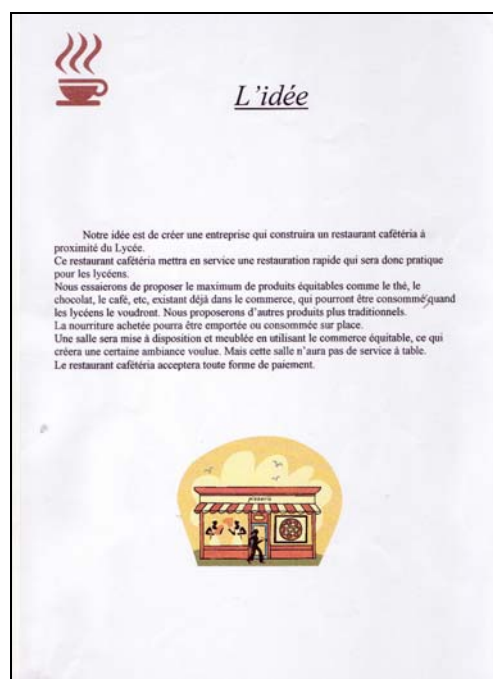 L'idée
Notre idée est de créer une entreprise qui construira un restaurant cafétéria à
proximité du Lycée.
Ce restaurant cafétéria mettra en service une restauration rapide qui sera donc pratique
pour les lycéens.
Nous essaierons de proposer le maximum de produits équitables comme le thé, le
chocolat, le café, etc, existant déjà dans le commerce, qui pourront être consommé quand
les lycéens le voudront. Nous proposerons d'autres produits plus traditionnels.
La nourriture achetée pourra être emportée ou consommée sur place.
Une salle sera mise à disposition et meublée en utilisant le commerce équitable, ce qui
créera une certaine ambiance voulue. Mais cette salle n'aura pas de service à table.
Le restaurant cafétéria acceptera toute forme de paiement.
pizzeria